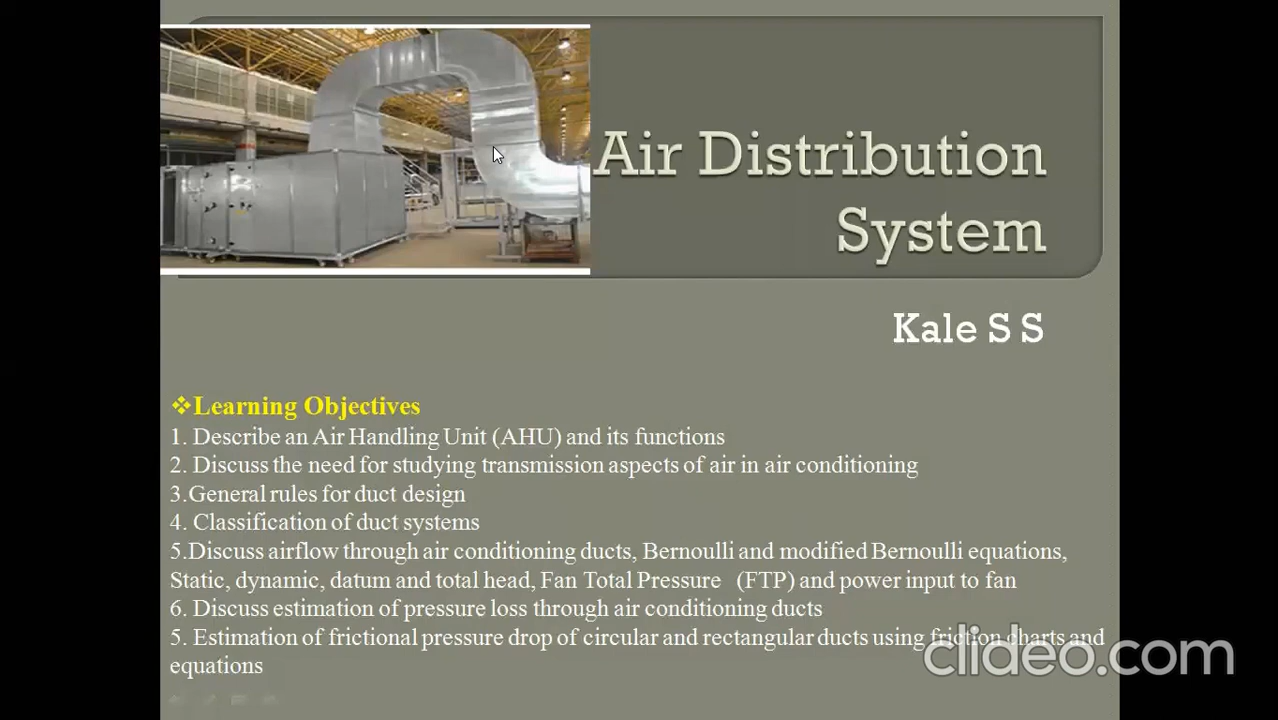 Air Distribution
System
Kale S S
❖Learning Objectives
1. Describe an Air Handling Unit (AHU) and its functions
2. Discuss the need for studying transmission aspects of air in air conditioning
3.General rules for duct design
4. Classification of duct systems
5.Discuss airflow through air conditioning ducts, Bernoulli and modified Bernoulli equations,
Static, dynamic, datum and total head, Fan Total Pressure (FTP) and power input to fan
6. Discuss estimation of pressure loss through air conditioning ducts
5. Estimation of frictional pressure drop of circular and rectangular ducts using friction charts and
equations
clideo.com